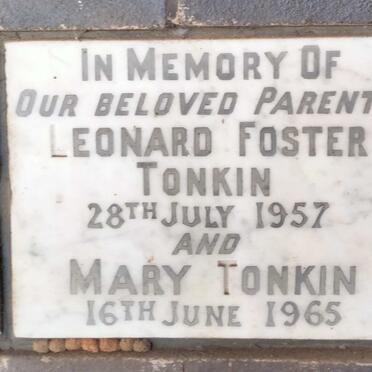 IN MEMORY OF
OUR BELOVED PARENT
LEONARD FOSTER
TONKIN
28TH JULY 1957
AND
MARY TONKIN
16TH JUNE 1965